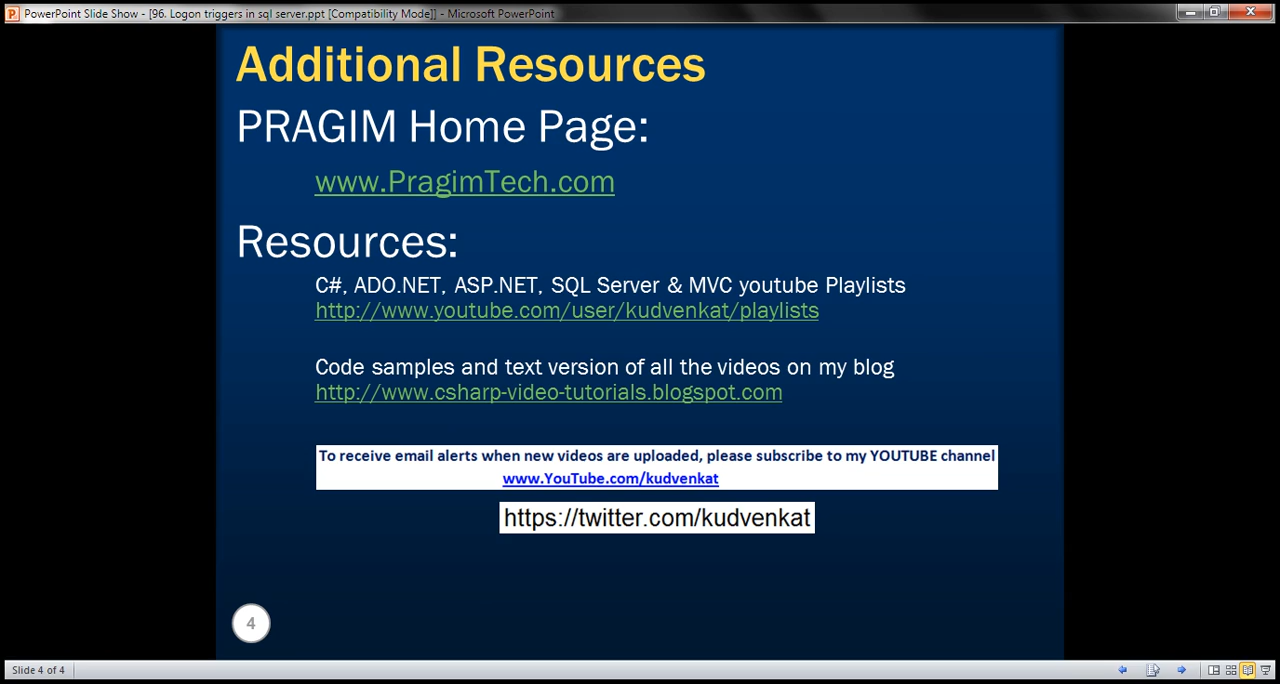 PowerPoint Slide Show - [96. Logon triggers in sql server.ppt [Compatibility Mode]] - Microsoft PowerPoint
Additional Resources
PRAGIM Home Page:
www.PragimTech.com
Resources:
C#, ADO.NET, ASP.NET, SQL Server & MVC youtube Playlists
http://www.youtube.com/user/kudvenkat/playlists
Code samples and text version of all the videos on my blog
http://www.csharp-video-tutorials.blogspot.com
To receive email alerts when new videos are uploaded, please subscribe to my YOUTUBE channel
www.YouTube.com/kudvenkat
https://twitter.com/kudvenkat
4
Slide 4 of 4